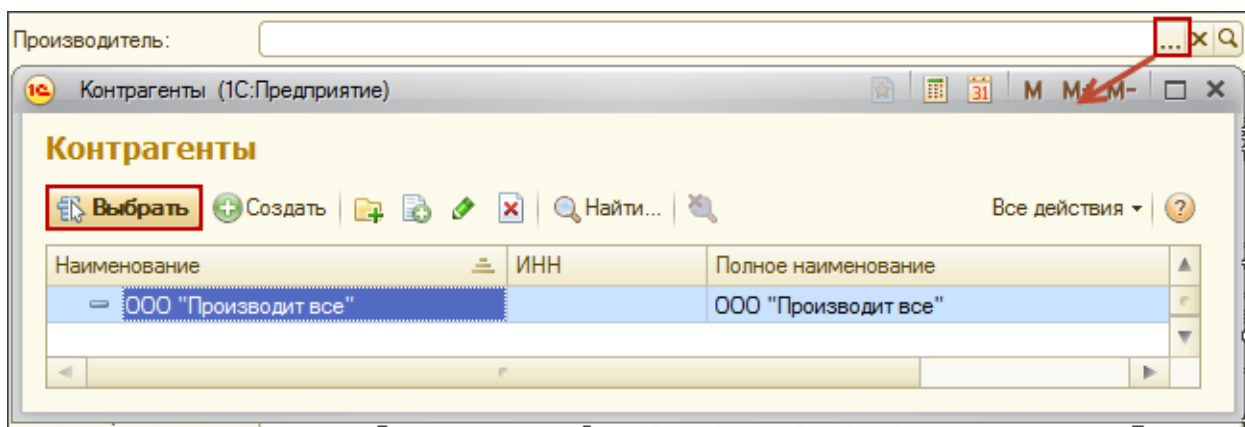 Производитель: ...
Контрагенты (1С:Предприятие) 31 M M+ M-
Контрагенты
Выбрать Создать Найти... Все действия ?
Наименование ИНН Полное наименование
ООО "Производит все" ООО "Производит все"